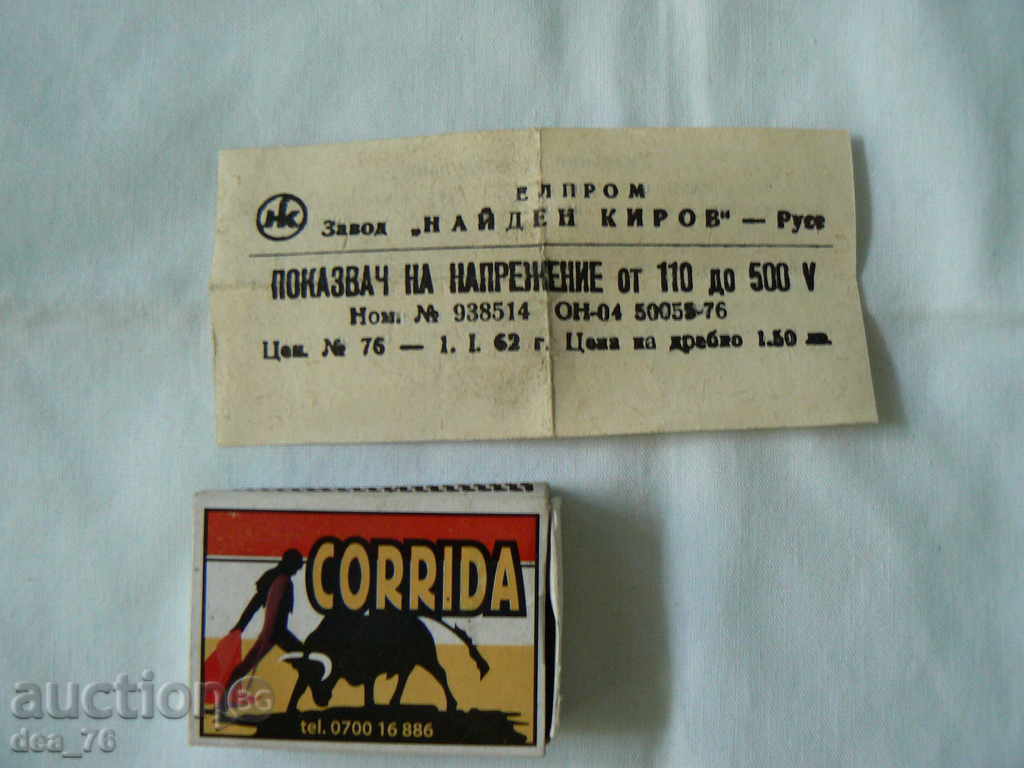 ЕЛПРОМ
НК Завод „НАЙДЕН КИРОВ“ — Русе
ПОКАЗВАЧ НА НАПРЕЖЕНИЕ от 110 до 500 V
Ном. № 938514 ОН-04 50055-76
Цен. № 76 — 1. I. 62 г. Цена на дребно 1.50 лв.
CORRIDA
tel. 0700 16 886
auction.BG
dea_76